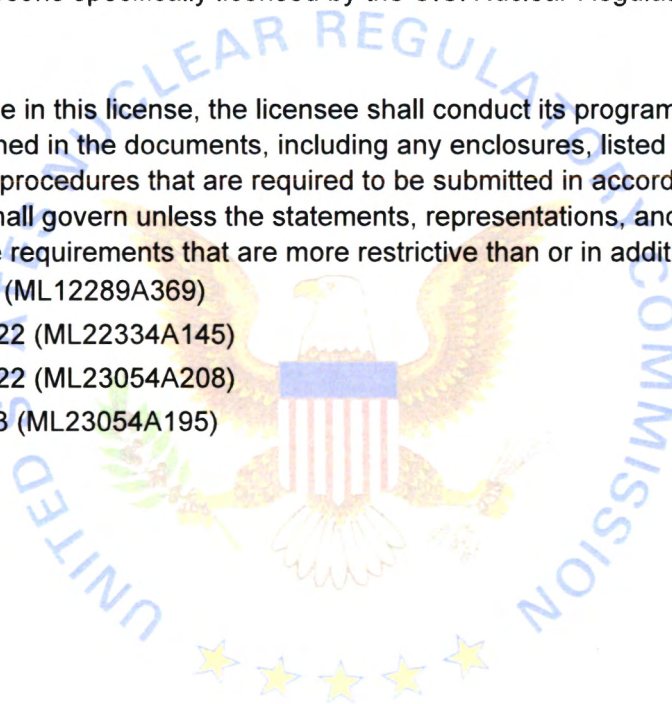 specifically licensed by the U.S. Nuclear
e in this license, the licensee shall conduct its program
ned in the documents, including any enclosures, listed
procedures that are required to be submitted in accord
hall govern unless the statements, representations, and
e requirements that are more restrictive than or in addit
(ML12289A369)
22 (ML22334A145)
22 (ML23054A208)
3 (ML23054A195)
UNITED STATES NUCLEAR REGULATORY COMMISSION